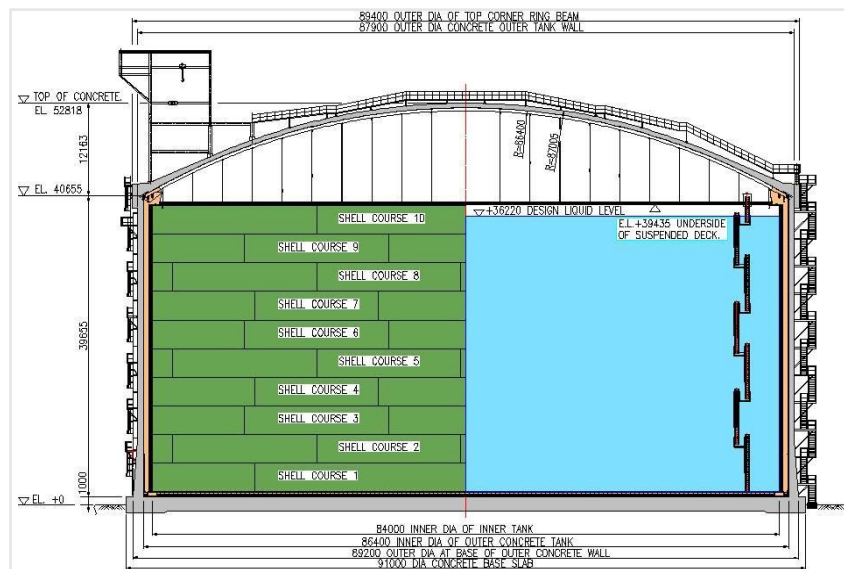 89400 OUTER DIA OF TOP CORNER RING BEAM
87900 OUTER DIA CONCRETE OUTER TANK WALL
TOP OF CONCRETE.
EL 52818
12163
R=86400
R=87005
EL 40655
+36220 DESIGN LIQUID LEVEL
E.L.+39435 UNDERSIDE
OF SUSPENDED DECK.
SHELL COURSE 10
SHELL COURSE 9
SHELL COURSE 8
SHELL COURSE 7
SHELL COURSE 6
39655
SHELL COURSE 5
SHELL COURSE 4
SHELL COURSE 3
SHELL COURSE 2
SHELL COURSE 1
1000
EL +0
84000 INNER DIA OF INNER TANK
86400 INNER DIA OF OUTER CONCRETE TANK
89200 OUTER DIA AT BASE OF OUTER CONCRETE WALL
91000 DIA CONCRETE BASE SLAB